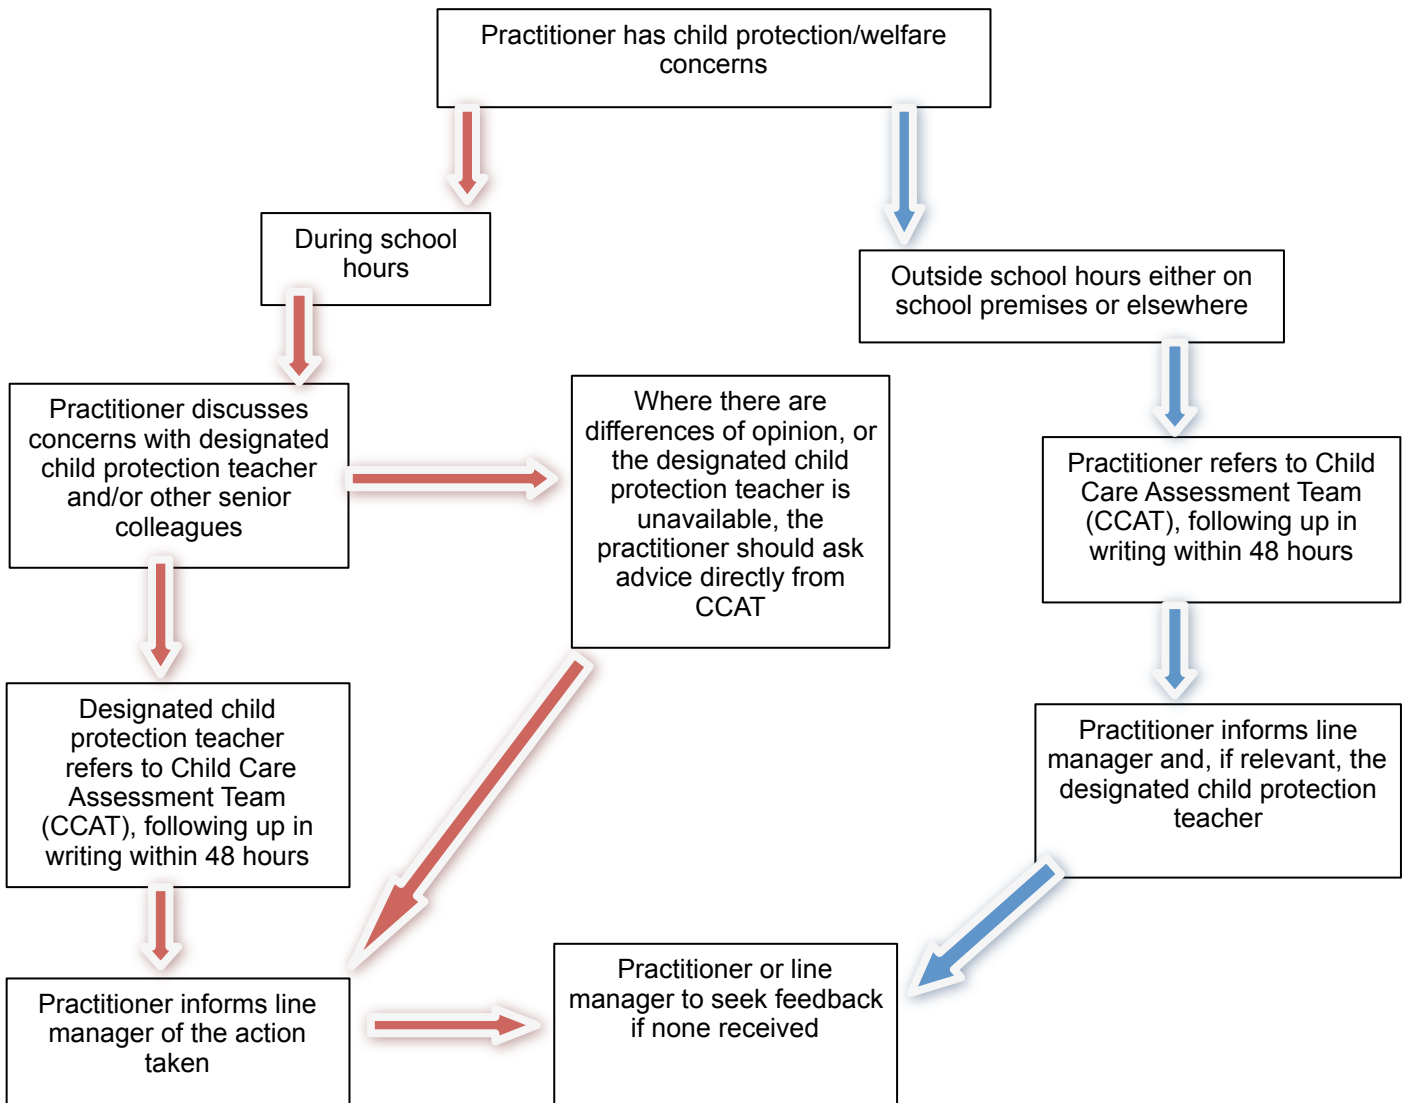 Practitioner has child protection/welfare
concerns
During school
hours
Outside school hours either on
school premises or elsewhere
Practitioner discusses
concerns with designated
child protection teacher
and/or other senior
colleagues
Where there are
differences of opinion, or
the designated child
protection teacher is
unavailable, the
practitioner should ask
advice directly from
CCAT
Practitioner refers to Child
Care Assessment Team
(CCAT), following up in
writing within 48 hours
Designated child
protection teacher
refers to Child Care
Assessment Team
(CCAT), following up in
writing within 48 hours
Practitioner informs line
manager and, if relevant, the
designated child protection
teacher
Practitioner informs line
manager of the action
taken
Practitioner or line
manager to seek feedback
if none received